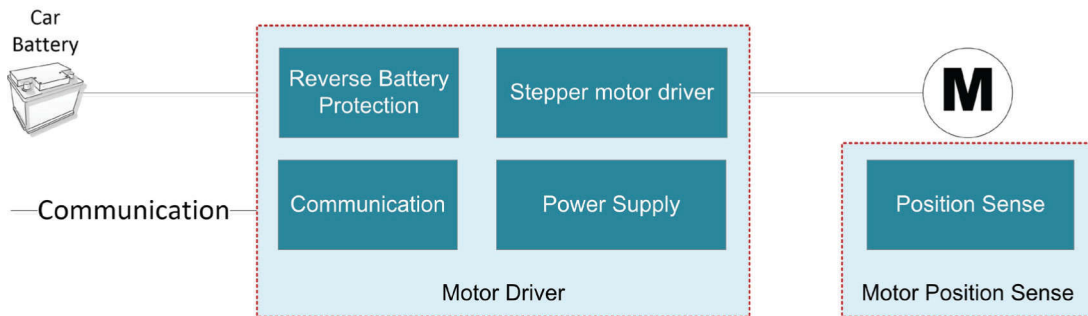 Car
Battery
Reverse Battery
Protection
Stepper motor driver
M
Communication
Communication
Power Supply
Position Sense
Motor Driver
Motor Position Sense